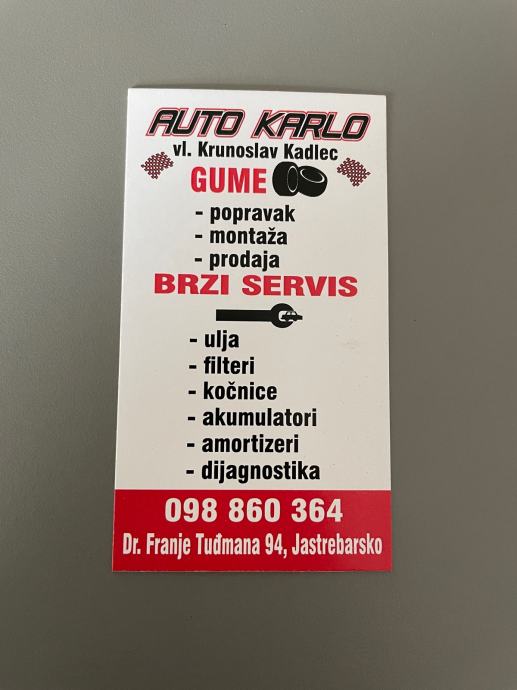 AUTO KARLO
vl. Krunoslav Kadlec
GUME
- popravak
- montaža
- prodaja
BRZI SERVIS
- ulja
- filteri
- kočnice
- akumulatori
- amortizeri
- dijagnostika
098 860 364
Dr. Franje Tuđmana 94, Jastrebarsko